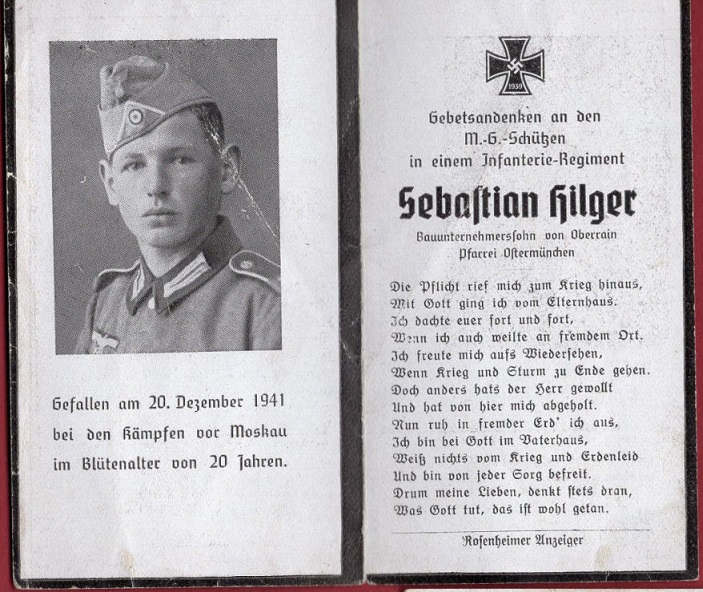 Gefallen am 20. Dezember 1941
bei den Kämpfen vor Moskau
im Blütenalter von 20 Jahren.
1939
Gebetsandenken an den
M.-G.-Schützen
in einem Infanterie-Regiment
Sebaſtian Hilger
Bauunternehmersſohn von Oberrain
Pfarrei Oſtermünchen
Die Pflicht rief mich zum Krieg hinaus,
Mit Gott ging ich vom Elternhaus.
Ich dachte euer fort und fort,
Wenn ich auch weilte an fremdem Ort.
Ich freute mich aufs Wiederſehen,
Wenn Krieg und Sturm zu Ende gehen.
Doch anders hats der Herr gewollt
Und hat von hier mich abgeholt.
Nun ruh in fremder Erd' ich aus,
Ich bin bei Gott im Vaterhaus,
Weiß nichts vom Krieg und Erdenleid
Und bin von jeder Sorg befreit.
Drum meine Lieben, denkt ſtets dran,
Was Gott tut, das iſt wohl getan.
Roſenheimer Anzeiger